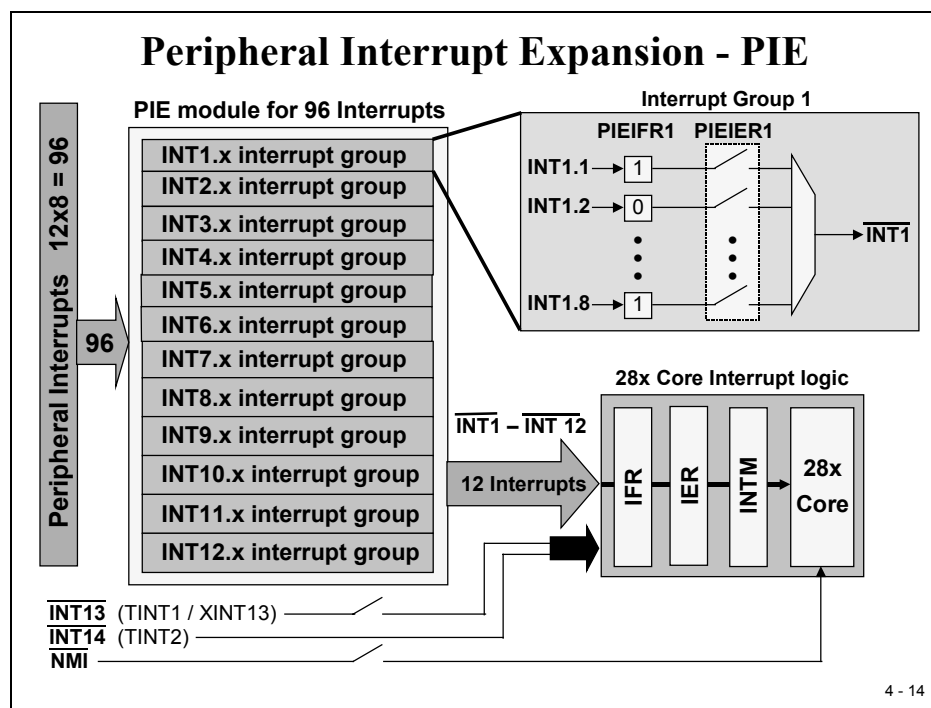 Peripheral Interrupt Expansion - PIE
Peripheral Interrupts 12x8 = 96
96
PIE module for 96 Interrupts
INT1.x interrupt group
INT2.x interrupt group
INT3.x interrupt group
INT4.x interrupt group
INT5.x interrupt group
INT6.x interrupt group
INT7.x interrupt group
INT8.x interrupt group
INT9.x interrupt group
INT10.x interrupt group
INT11.x interrupt group
INT12.x interrupt group
Interrupt Group 1
PIEIFR1 PIEIER1
INT1.1 1
INT1.2 0
INT1.8 1
INT1
28x Core Interrupt logic
INT1 – INT 12
12 Interrupts
IFR
IER
INTM
28x
Core
INT13 (TINT1 / XINT13)
INT14 (TINT2)
NMI
4 - 14